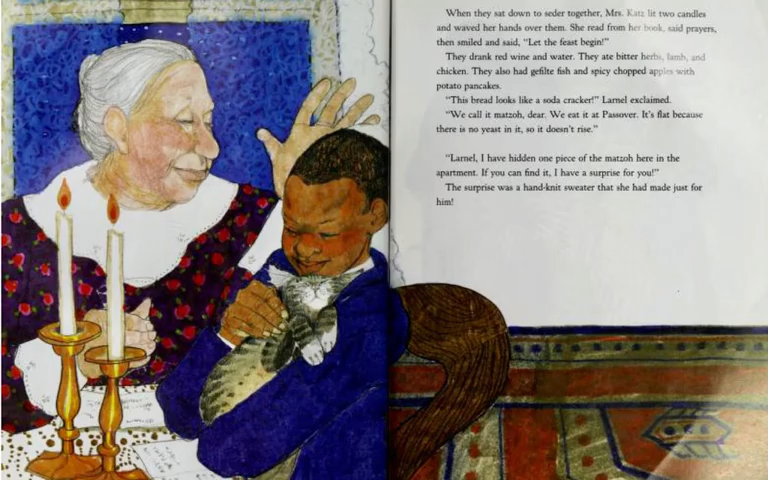 When they sat down to seder together, Mrs. Katz lit two candles
and waved her hands over them. She read from her book, said prayers,
then smiled and said, “Let the feast begin!”
They drank red wine and water. They ate bitter herbs, lamb, and
chicken. They also had gefilte fish and spicy chopped apples with
potato pancakes.
“This bread looks like a soda cracker!” Larnel exclaimed.
“We call it matzoh, dear. We eat it at Passover. It’s flat because
there is no yeast in it, so it doesn’t rise.”
“Larnel, I have hidden one piece of the matzoh here in the
apartment. If you can find it, I have a surprise for you!”
The surprise was a hand-knit sweater that she had made just for
him!